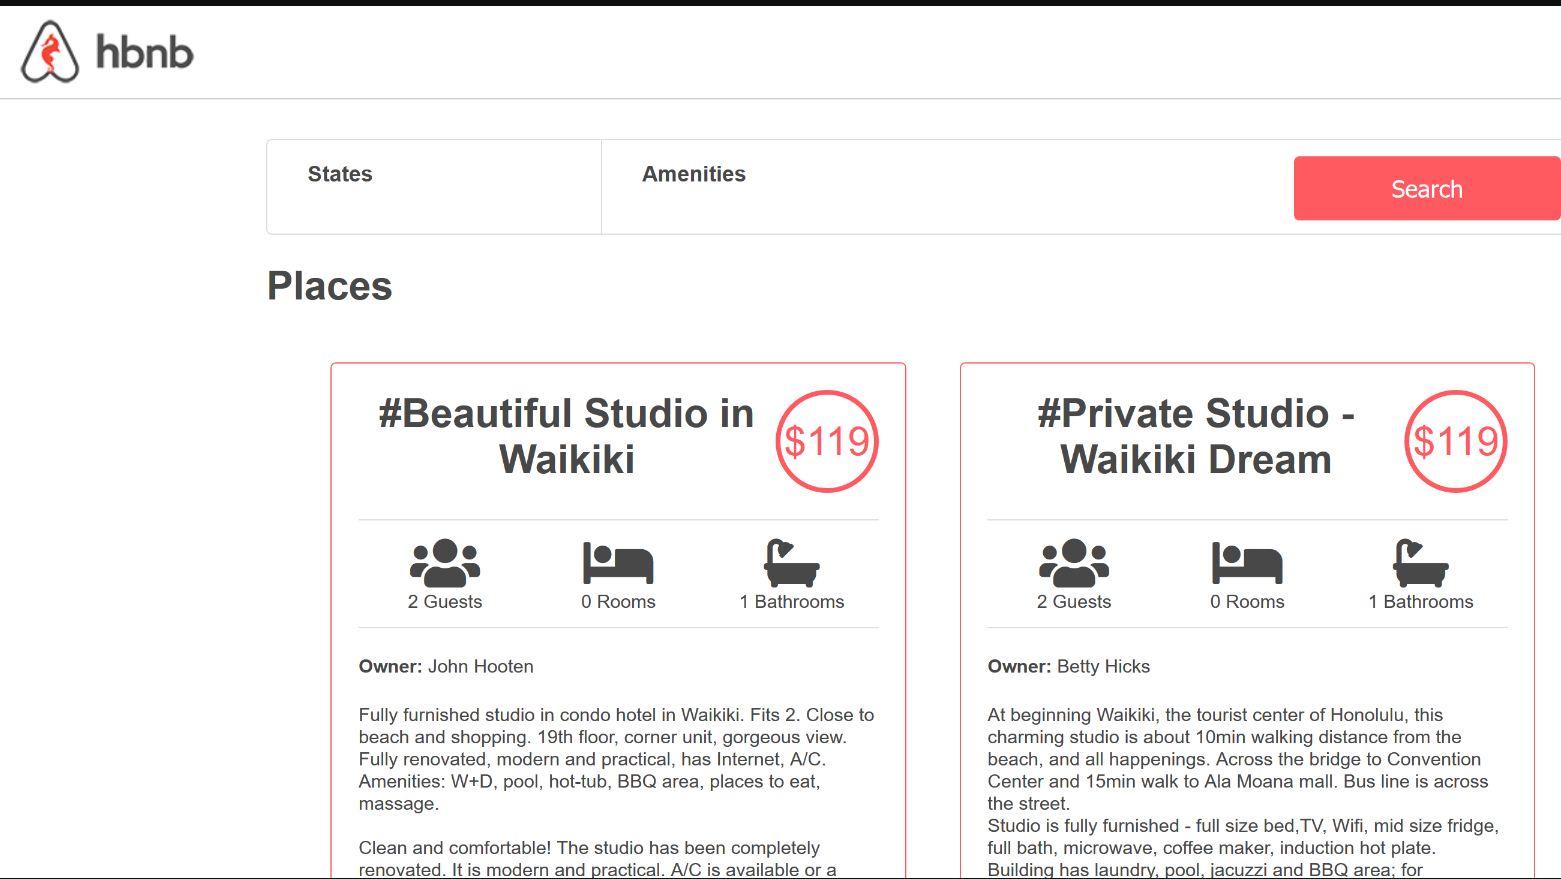 hbnb
States
Amenities
Search
Places
#Beautiful Studio in
Waikiki
$119
2 Guests
0 Rooms
1 Bathrooms
Owner: John Hooten
Fully furnished studio in condo hotel in Waikiki. Fits 2. Close to
beach and shopping. 19th floor, corner unit, gorgeous view.
Fully renovated, modern and practical, has Internet, A/C.
Amenities: W+D, pool, hot-tub, BBQ area, places to eat,
massage.
Clean and comfortable! The studio has been completely
renovated. It is modern and practical. A/C is available or a
#Private Studio -
Waikiki Dream
$119
2 Guests
0 Rooms
1 Bathrooms
Owner: Betty Hicks
At beginning Waikiki, the tourist center of Honolulu, this
charming studio is about 10min walking distance from the
beach, and all happenings. Across the bridge to Convention
Center and 15min walk to Ala Moana mall. Bus line is across
the street.
Studio is fully furnished - full size bed,TV, Wifi, mid size fridge,
full bath, microwave, coffee maker, induction hot plate.
Building has laundry, pool, jacuzzi and BBQ area; for